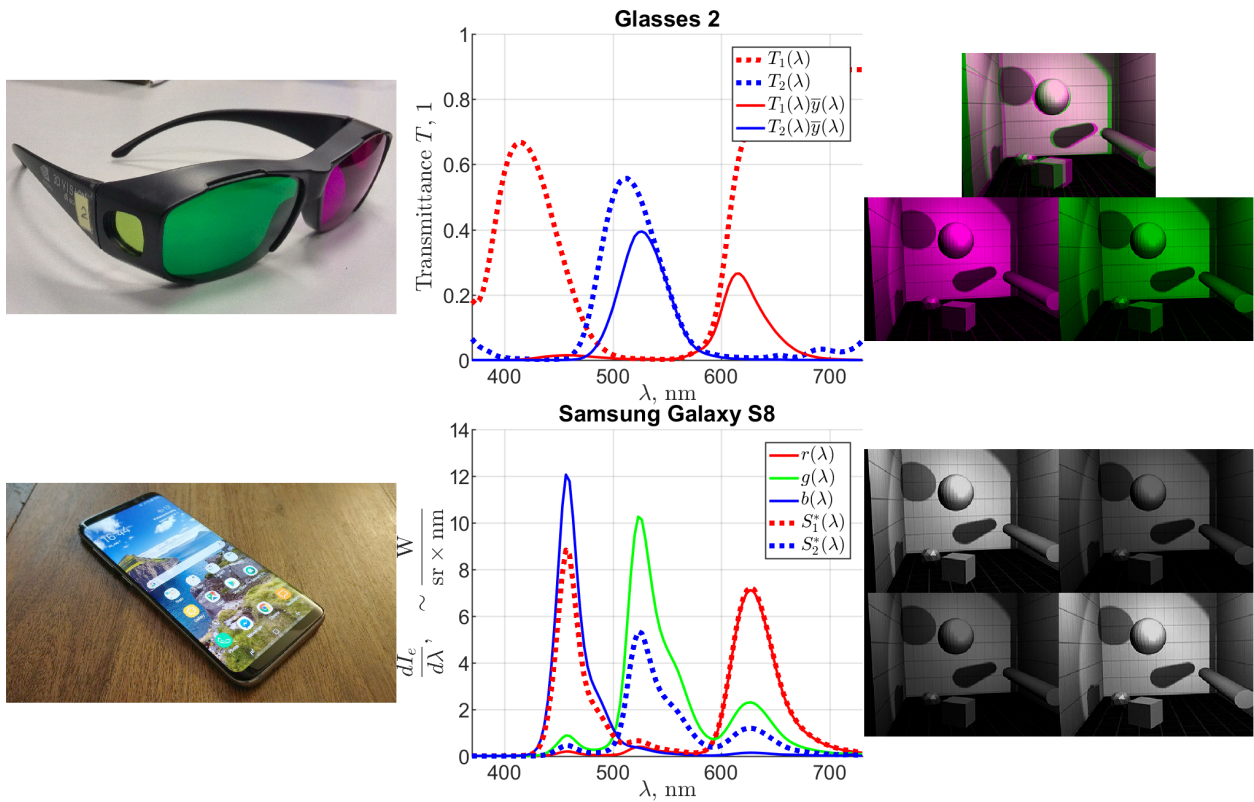 Glasses 2
Transmittance T, 1
1
0.8
0.6
0.4
0.2
0
400
500
600
700
λ, nm
T₁(λ)
T₂(λ)
T₁(λ)y̅(λ)
T₂(λ)y̅(λ)
2
Samsung Galaxy S8
dIₑ/dλ, ~ W/(sr × nm)
14
12
10
8
6
4
2
0
400
500
600
700
λ, nm
r(λ)
g(λ)
b(λ)
S₁*(λ)
S₂*(λ)
16:44